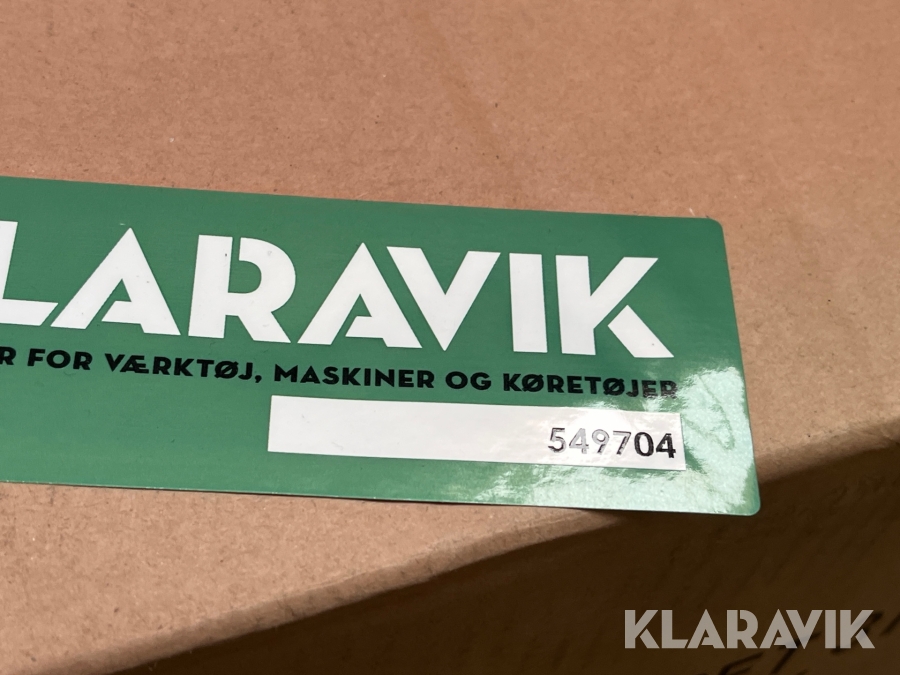 LARAVIK
R FOR VÆRKTØJ, MASKINER OG KØRETØJER
549704
KLARAVIK